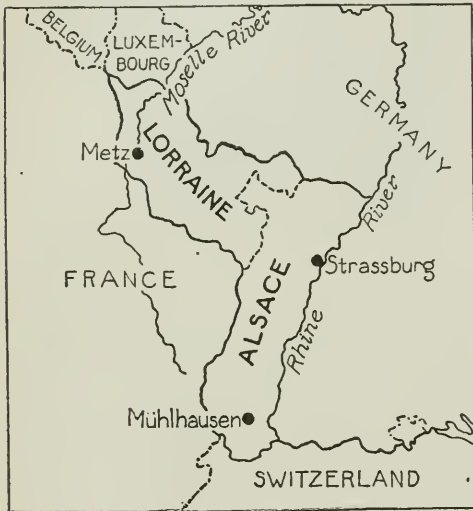 BELGIUM
LUXEM-
BOURG
Moselle River
GERMANY
Metz
LORRAINE
River
FRANCE
ALSACE
Strassburg
Rhine
Mühlhausen
SWITZERLAND